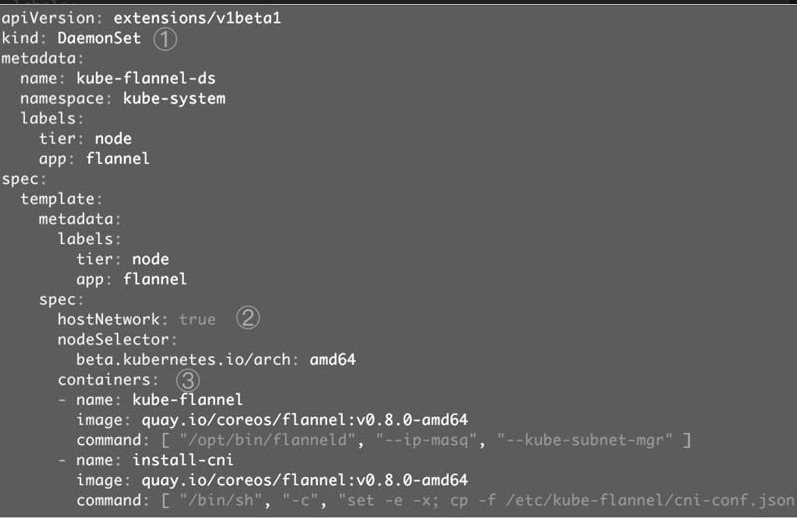 apiVersion: extensions/v1beta1
kind: DaemonSet ①
metadata:
  name: kube-flannel-ds
  namespace: kube-system
  labels:
    tier: node
    app: flannel
spec:
  template:
    metadata:
      labels:
        tier: node
        app: flannel
    spec:
      hostNetwork: true ②
      nodeSelector:
        beta.kubernetes.io/arch: amd64
      containers: ③
      - name: kube-flannel
        image: quay.io/coreos/flannel:v0.8.0-amd64
        command: [ "/opt/bin/flanneld", "--ip-masq", "--kube-subnet-mgr" ]
      - name: install-cni
        image: quay.io/coreos/flannel:v0.8.0-amd64
        command: [ "/bin/sh", "-c", "set -e -x; cp -f /etc/kube-flannel/cni-conf.json